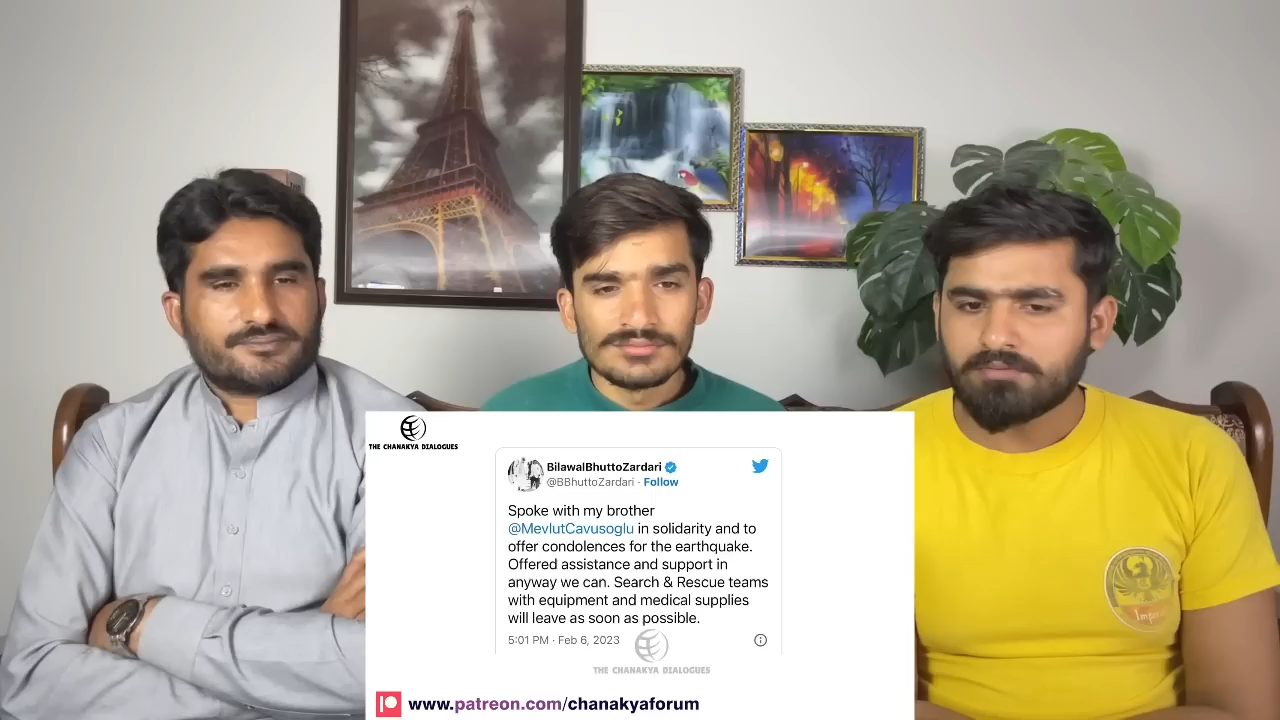 THE CHANAKYA DIALOGUES
BilawalBhuttoZardari
@BBhuttoZardari · Follow
Spoke with my brother
@MevlutCavusoglu in solidarity and to
offer condolences for the earthquake.
Offered assistance and support in
anyway we can. Search & Rescue teams
with equipment and medical supplies
will leave as soon as possible.
5:01 PM · Feb 6, 2023
THE CHANAKYA DIALOGUES
www.patreon.com/chanakyaforum